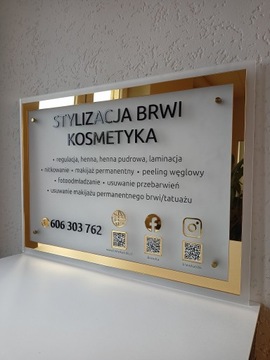 STYLIZACJA BRWI
KOSMETYKA
• regulacja, henna, henna pudrowa, laminacja
• nitkowanie • makijaż permanentny • peeling węglowy
• fotoodmładzanie • usuwanie przebarwień
• usuwanie makijażu permanentnego brwi/tatuażu
606 303 762